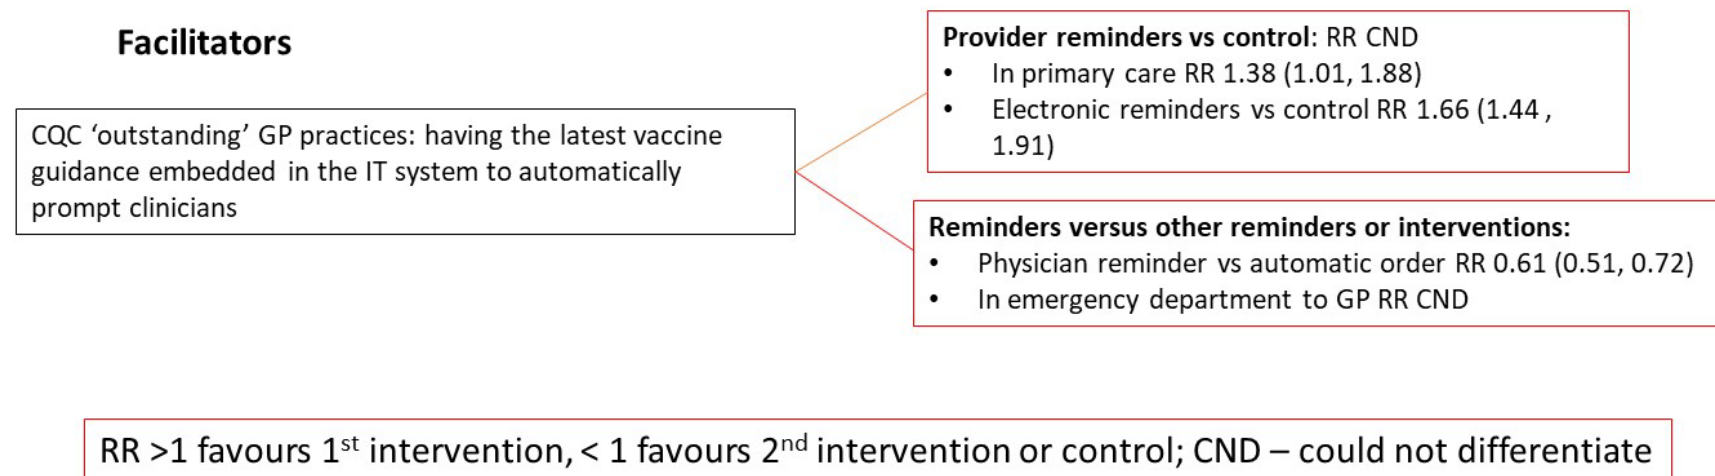 Facilitators
CQC ‘outstanding’ GP practices: having the latest vaccine
guidance embedded in the IT system to automatically
prompt clinicians
Provider reminders vs control: RR CND
• In primary care RR 1.38 (1.01, 1.88)
• Electronic reminders vs control RR 1.66 (1.44 ,
1.91)
Reminders versus other reminders or interventions:
• Physician reminder vs automatic order RR 0.61 (0.51, 0.72)
• In emergency department to GP RR CND
RR >1 favours 1st intervention, < 1 favours 2nd intervention or control; CND – could not differentiate